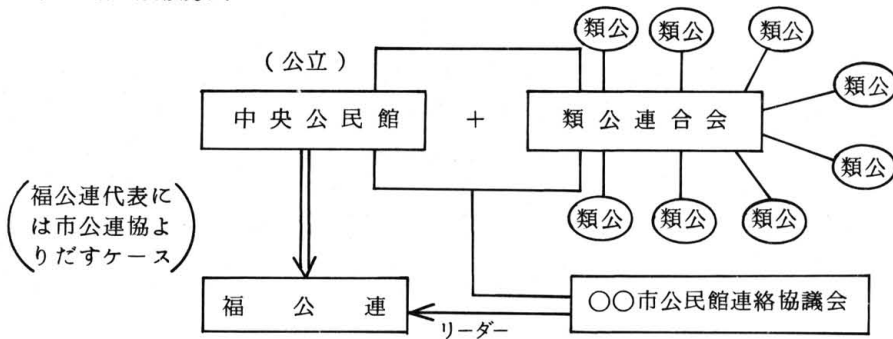 類公 類公 類公
(公立)
類公
中央公民館 + 類公連合会
類公
類公 類公 類公
(福公連代表に
は市公連協よ
りだすケース)
福公連
○○市公民館連絡協議会
リーダー